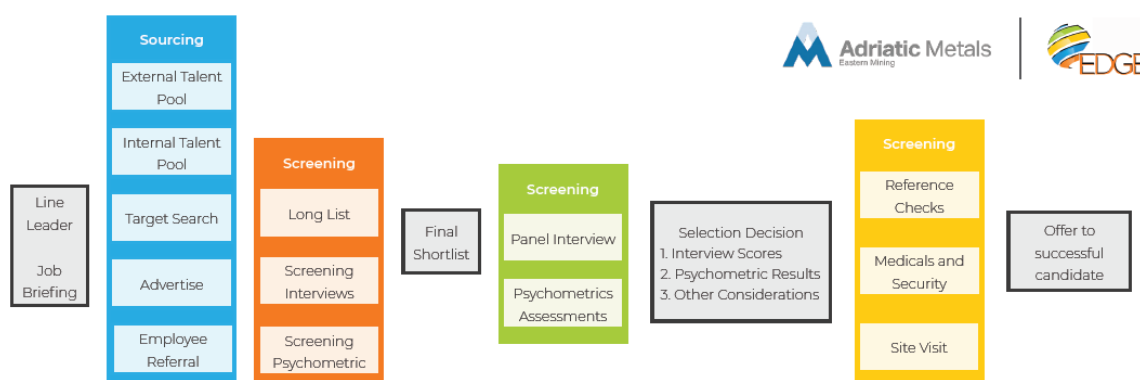 Adriatic Metals
Eastern Mining
EDGE
Line
Leader
Job
Briefing
Sourcing
External Talent
Pool
Internal Talent
Pool
Target Search
Advertise
Employee
Referral
Screening
Long List
Screening
Interviews
Screening
Psychometric
Final
Shortlist
Screening
Panel Interview
Psychometrics
Assessments
Selection Decision
1. Interview Scores
2. Psychometric Results
3. Other Considerations
Screening
Reference
Checks
Medicals and
Security
Site Visit
Offer to
successful
candidate